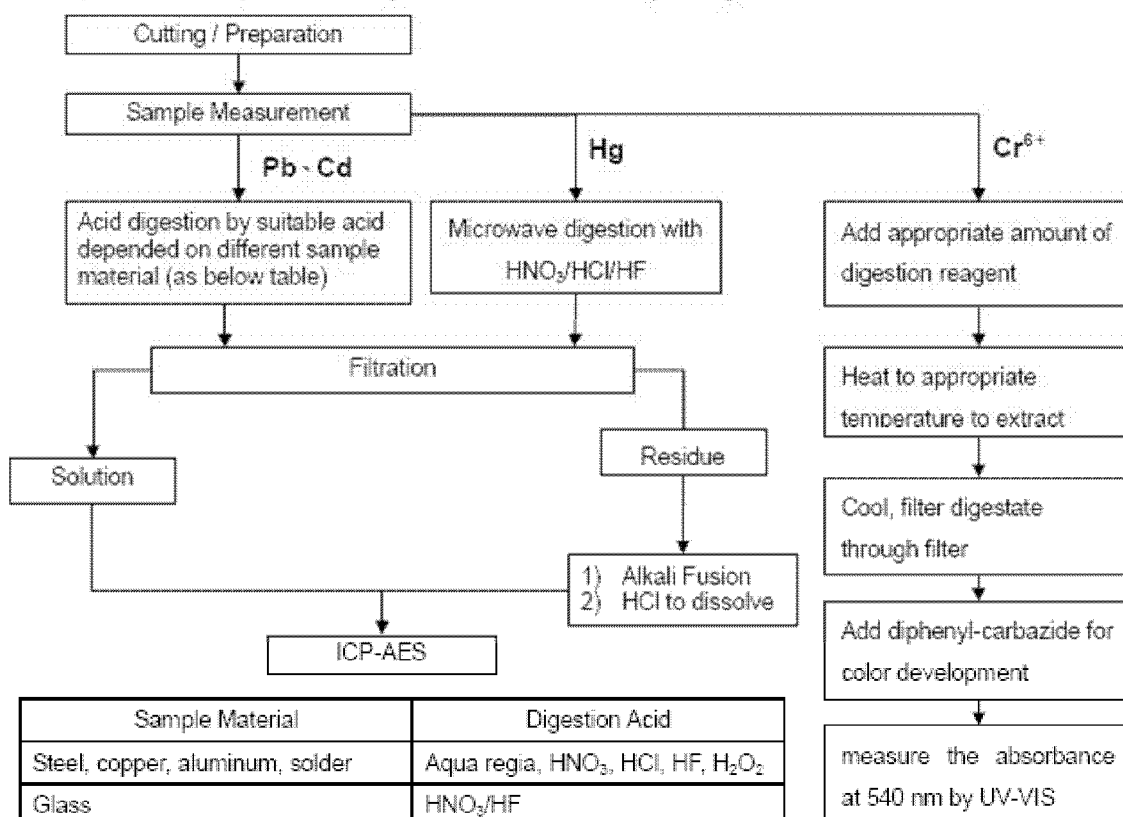 Cutting / Preparation
Sample Measurement
Pb、Cd
Hg
Cr⁶⁺
Acid digestion by suitable acid
depended on different sample
material (as below table)
Microwave digestion with
HNO₃/HCl/HF
Add appropriate amount of
digestion reagent
Filtration
Heat to appropriate
temperature to extract
Solution
Residue
Cool, filter digestate
through filter
1) Alkali Fusion
2) HCl to dissolve
ICP-AES
Add diphenyl-carbazide for
color development
Sample Material Digestion Acid
Steel, copper, aluminum, solder Aqua regia, HNO₃, HCl, HF, H₂O₂
Glass HNO₃/HF
measure the absorbance
at 540 nm by UV-VIS